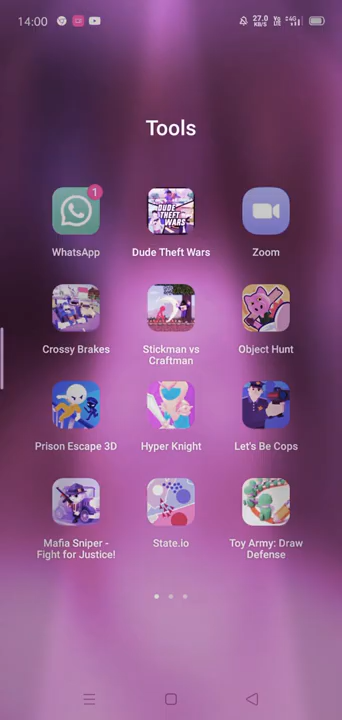 14:00
27.0
KB/S
4G
Tools
1
WhatsApp
DUDE
THEFT
WARS
Dude Theft Wars
Zoom
Crossy Brakes
Stickman vs
Craftman
Object Hunt
Prison Escape 3D
Hyper Knight
Let's Be Cops
Mafia Sniper -
Fight for Justice!
State.io
Toy Army: Draw
Defense